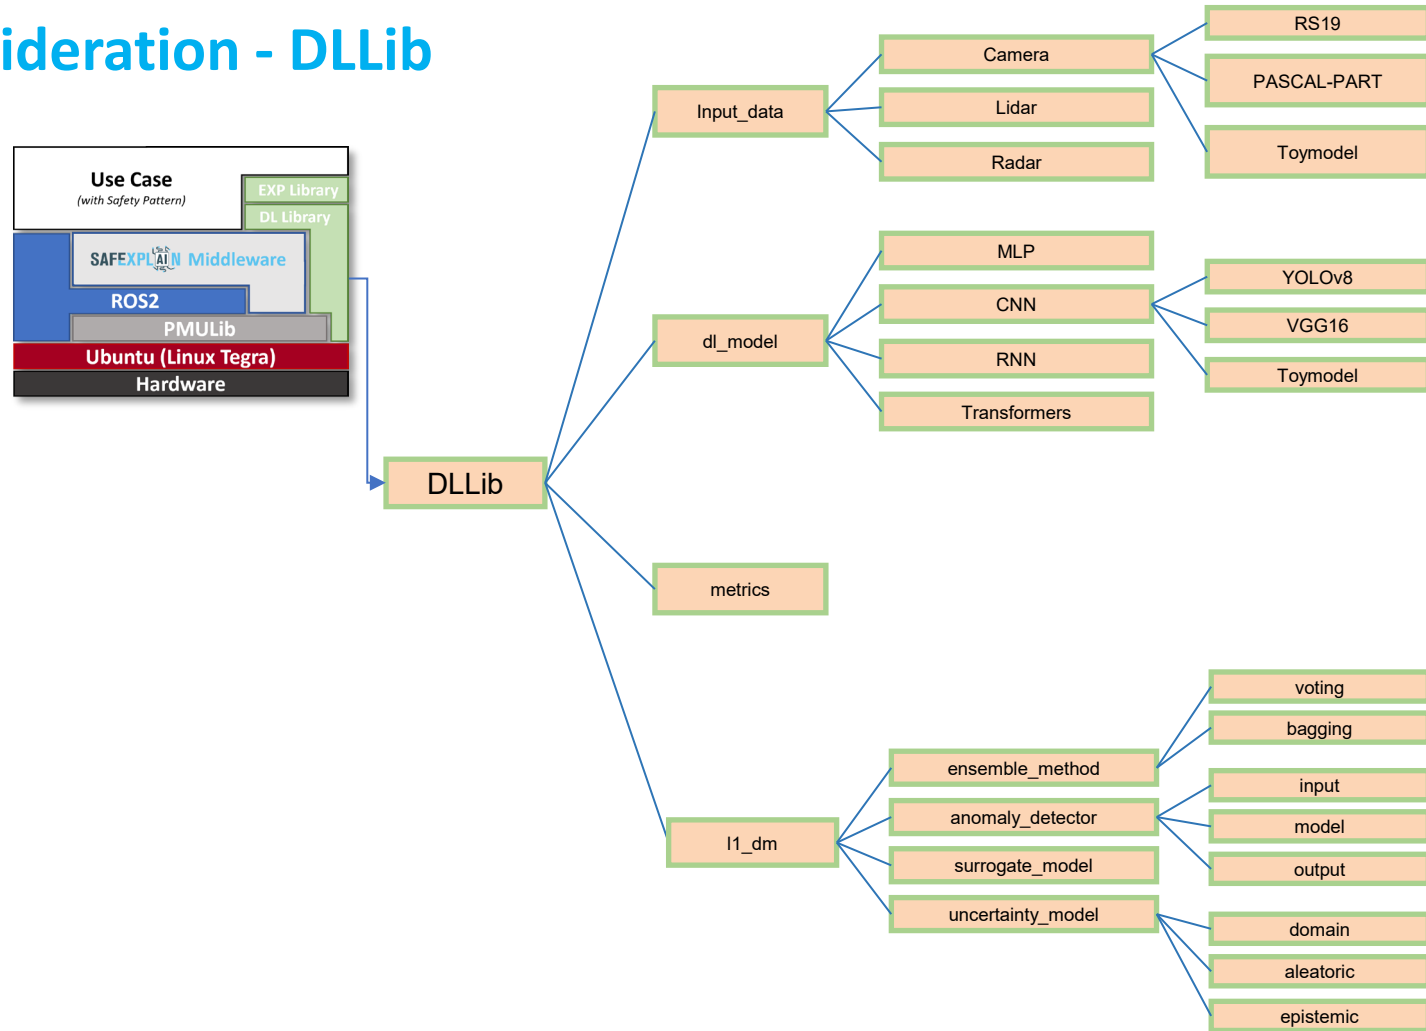 ideration - DLLib
Use Case
(with Safety Pattern)
EXP Library
DL Library
SAFEXPLAIN Middleware
ROS2
PMULib
Ubuntu (Linux Tegra)
Hardware
DLLib
Input_data
Camera
RS19
PASCAL-PART
Toymodel
Lidar
Radar
dl_model
MLP
CNN
YOLOv8
VGG16
Toymodel
RNN
Transformers
metrics
l1_dm
ensemble_method
voting
bagging
anomaly_detector
input
model
output
surrogate_model
uncertainty_model
domain
aleatoric
epistemic